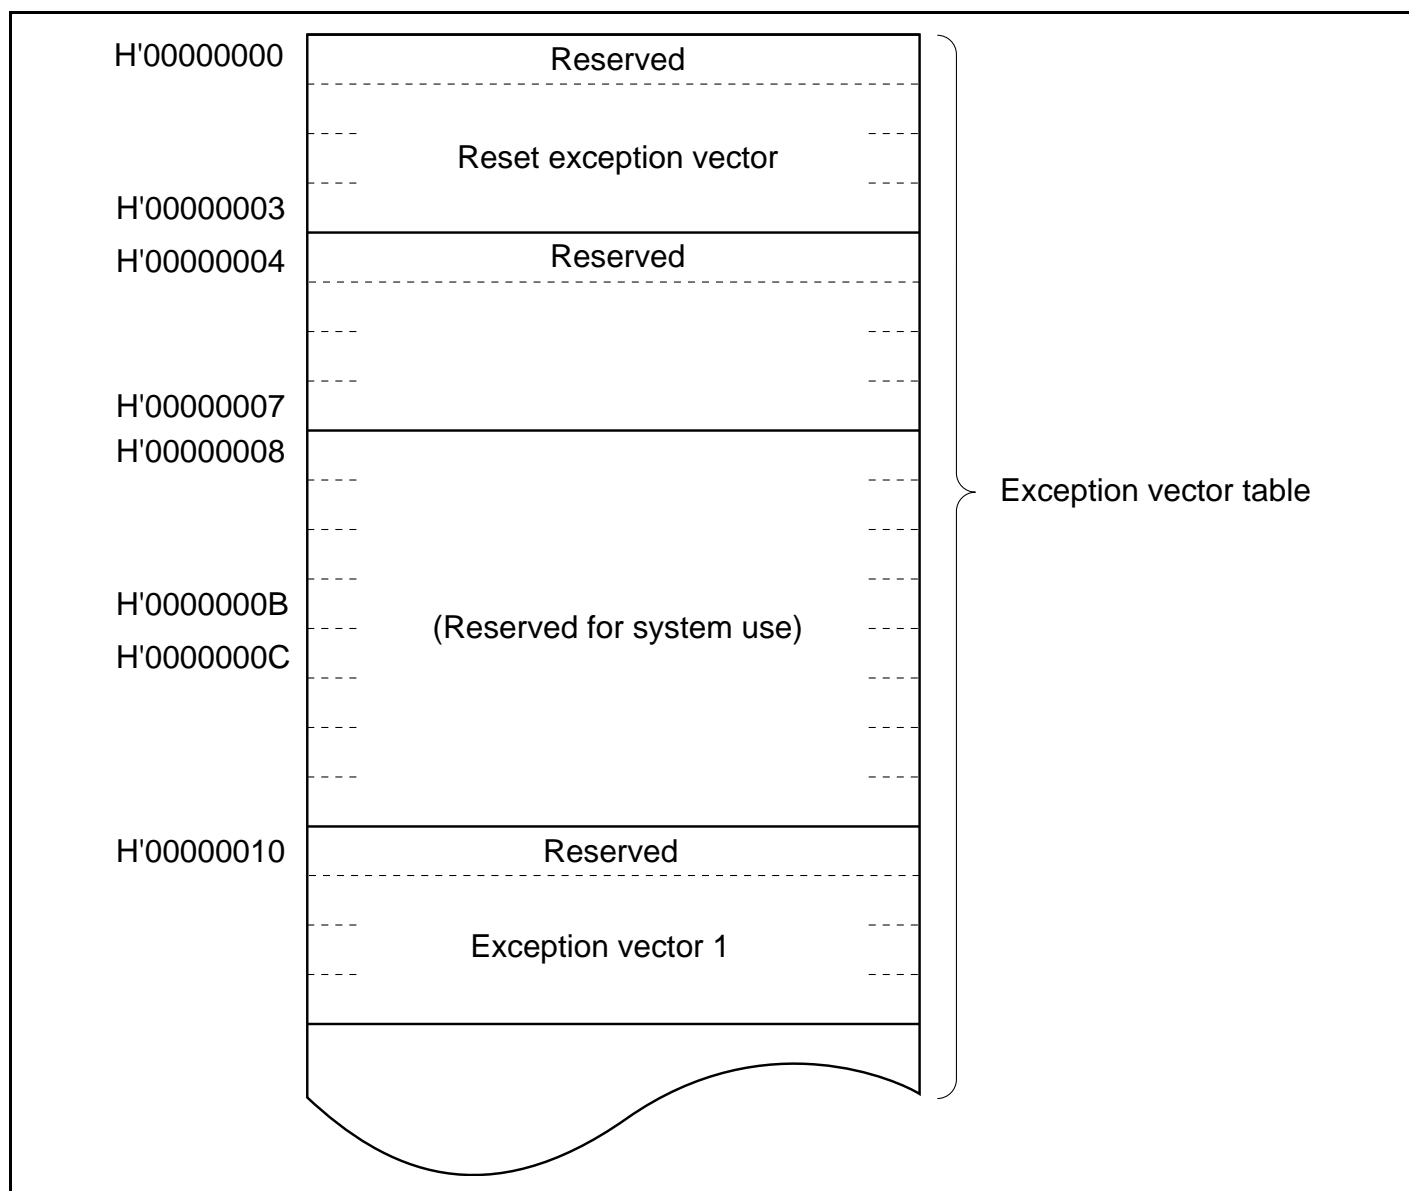 H'00000000
Reserved
Reset exception vector
H'00000003
H'00000004
Reserved
H'00000007
H'00000008
Exception vector table
H'0000000B
(Reserved for system use)
H'0000000C
H'00000010
Reserved
Exception vector 1